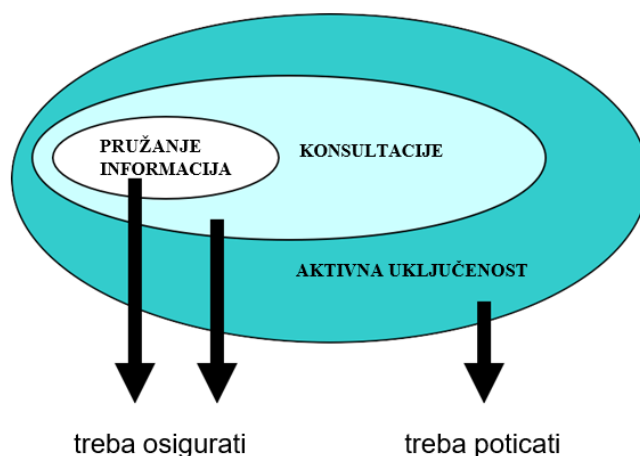 PRUŽANJE
INFORMACIJA
KONSULTACIJE
AKTIVNA UKLJUČENOST
treba osigurati
treba poticati